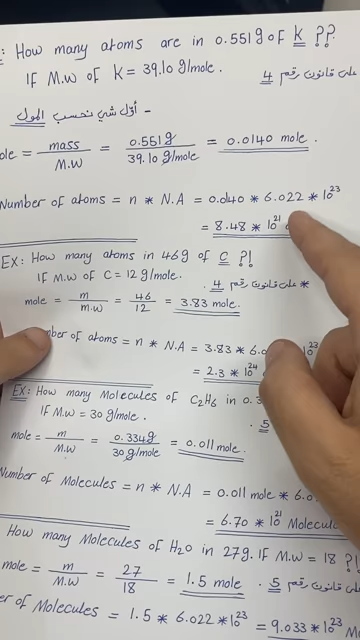 : How many atoms are in 0.551g of K ??
IF M.W of K = 39.10 g/mole. على قانون رقم 4
- أول شي نحسب المول
ole = mass / M.W = 0.551g / 39.10 g/mole = 0.0140 mole.
Number of atoms = n * N.A = 0.0140 * 6.022 * 10^23
= 8.48 * 10^21
EX: How many atoms in 46g of C ?!
IF M.W of C = 12 g/mole. * على قانون رقم 4.
mole = m / M.W = 46 / 12 = 3.83 mole.
ber of atoms = n * N.A = 3.83 * 6.0 10^23
= 2.3 * 10^24
EX: How many Molecules of C2H6 in 0.3
IF M.W = 30 g/mole. 5
mole = m / M.W = 0.334g / 30 g/mole = 0.011 mole.
Number of Molecules = n * N.A = 0.011 mole * 6.0
= 6.70 * 10^21 Molecul
How many Molecules of H2O in 27g. IF M.W = 18 ?!
mole = m / M.W = 27 / 18 = 1.5 mole على قانون رقم 5.
er of Molecules = 1.5 * 6.022 * 10^23 = 9.033 * 10^23 M